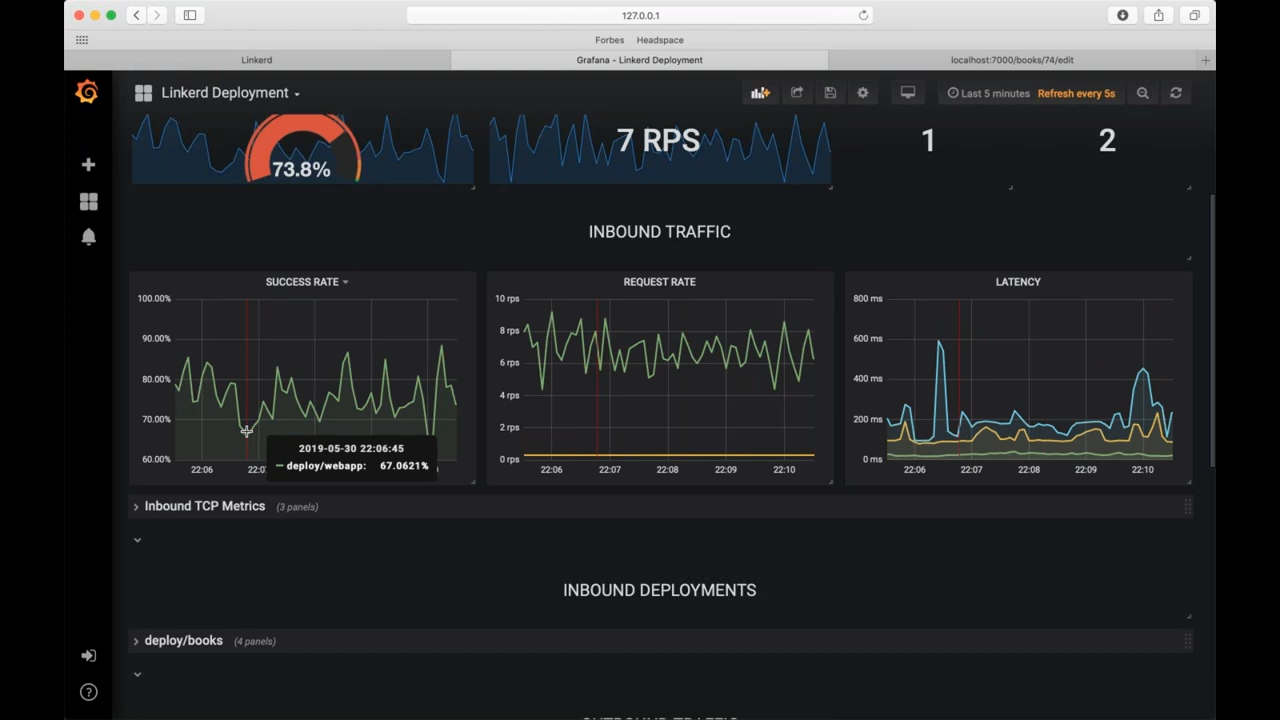 127.0.0.1
Forbes Headspace
Linkerd
Grafana - Linkerd Deployment
localhost:7000/books/74/edit
Linkerd Deployment
Last 5 minutes Refresh every 5s
73.8%
7 RPS
1
2
INBOUND TRAFFIC
SUCCESS RATE
100.00%
90.00%
80.00%
70.00%
60.00%
22:06
2019-05-30 22:06:45
deploy/webapp: 67.0621%
REQUEST RATE
10 rps
8 rps
6 rps
4 rps
2 rps
0 rps
22:06 22:07 22:08 22:09 22:10
LATENCY
800 ms
600 ms
400 ms
200 ms
0 ms
22:06 22:07 22:08 22:09 22:10
Inbound TCP Metrics (3 panels)
INBOUND DEPLOYMENTS
deploy/books (4 panels)